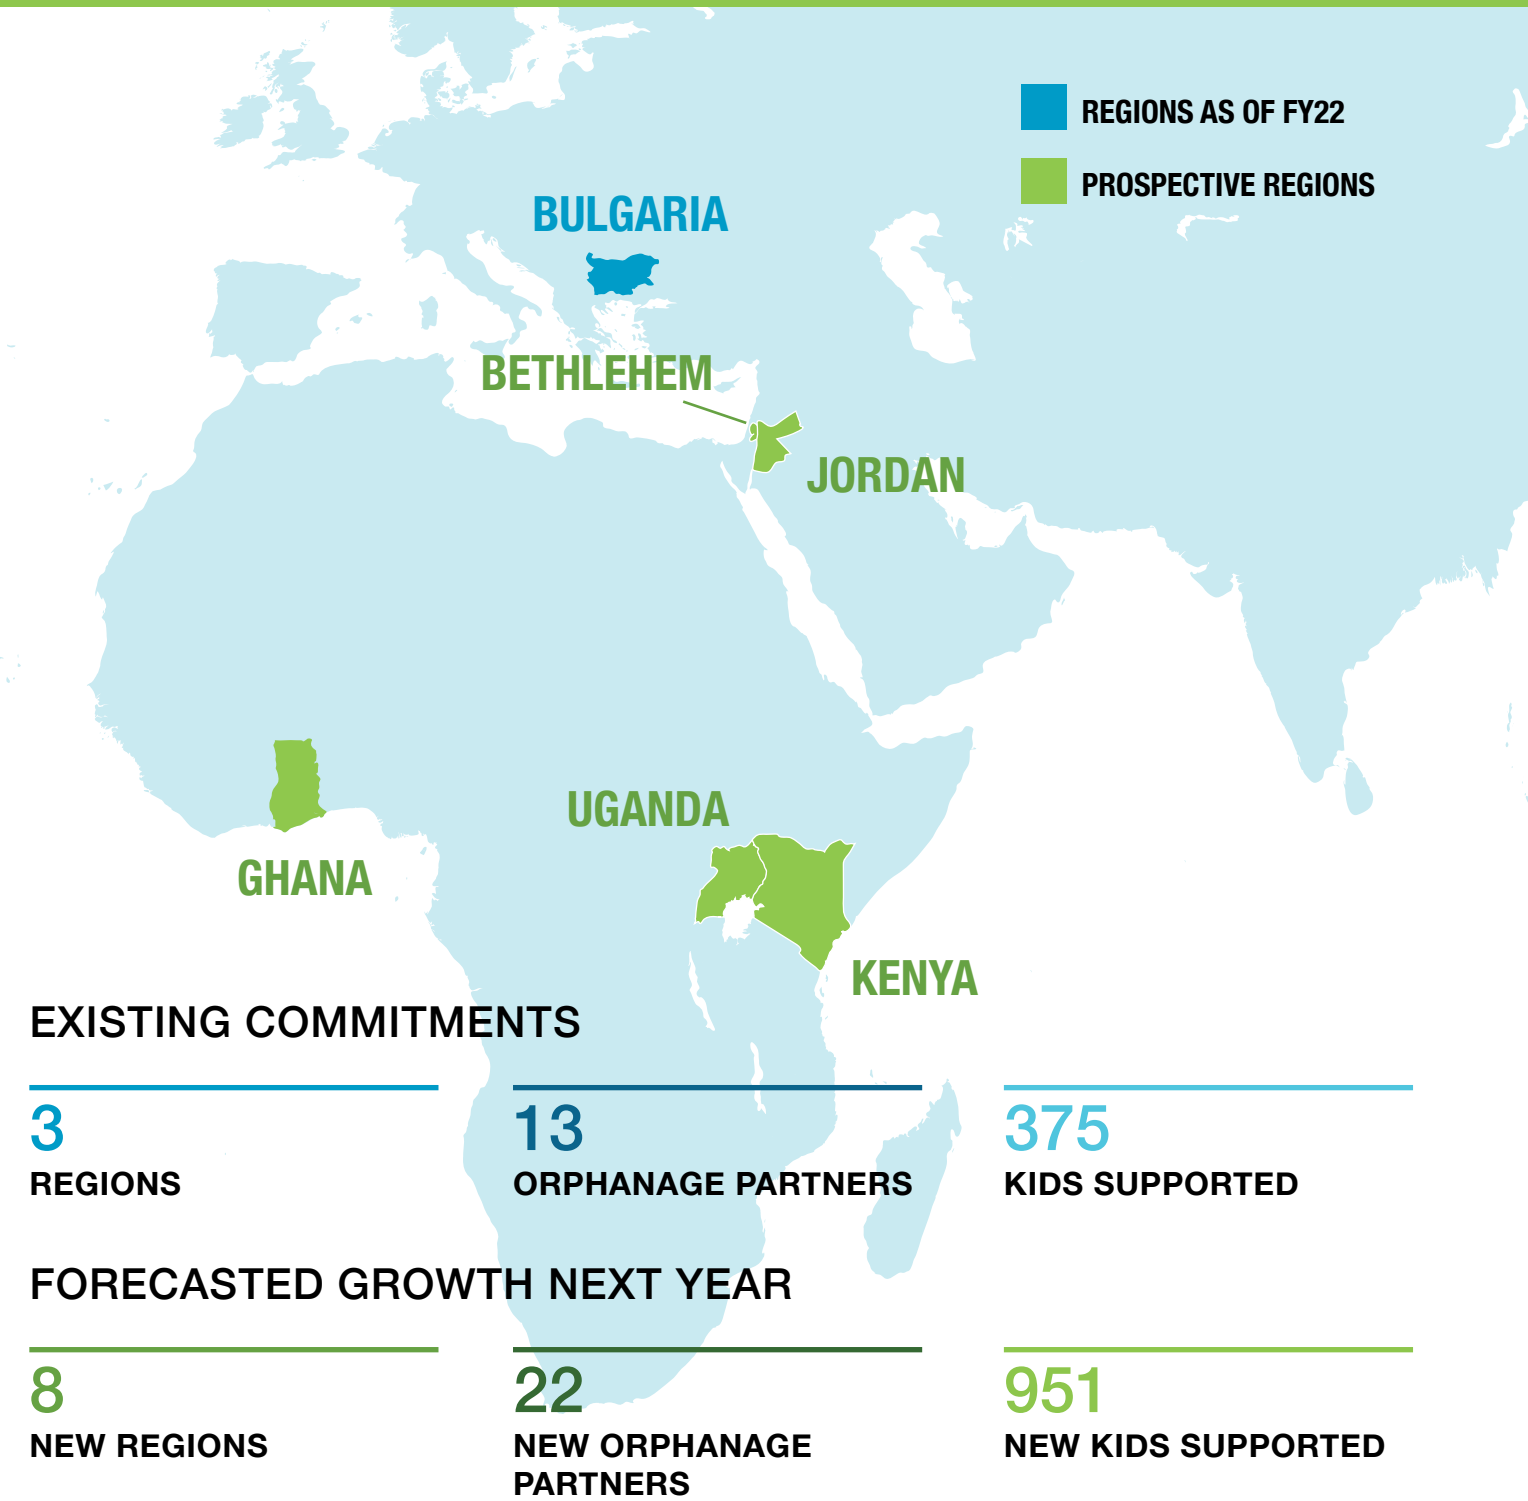 REGIONS AS OF FY22
PROSPECTIVE REGIONS
BULGARIA
BETHLEHEM
JORDAN
UGANDA
GHANA
KENYA
EXISTING COMMITMENTS
3
REGIONS
13
ORPHANAGE PARTNERS
375
KIDS SUPPORTED
FORECASTED GROWTH NEXT YEAR
8
NEW REGIONS
22
NEW ORPHANAGE
PARTNERS
951
NEW KIDS SUPPORTED